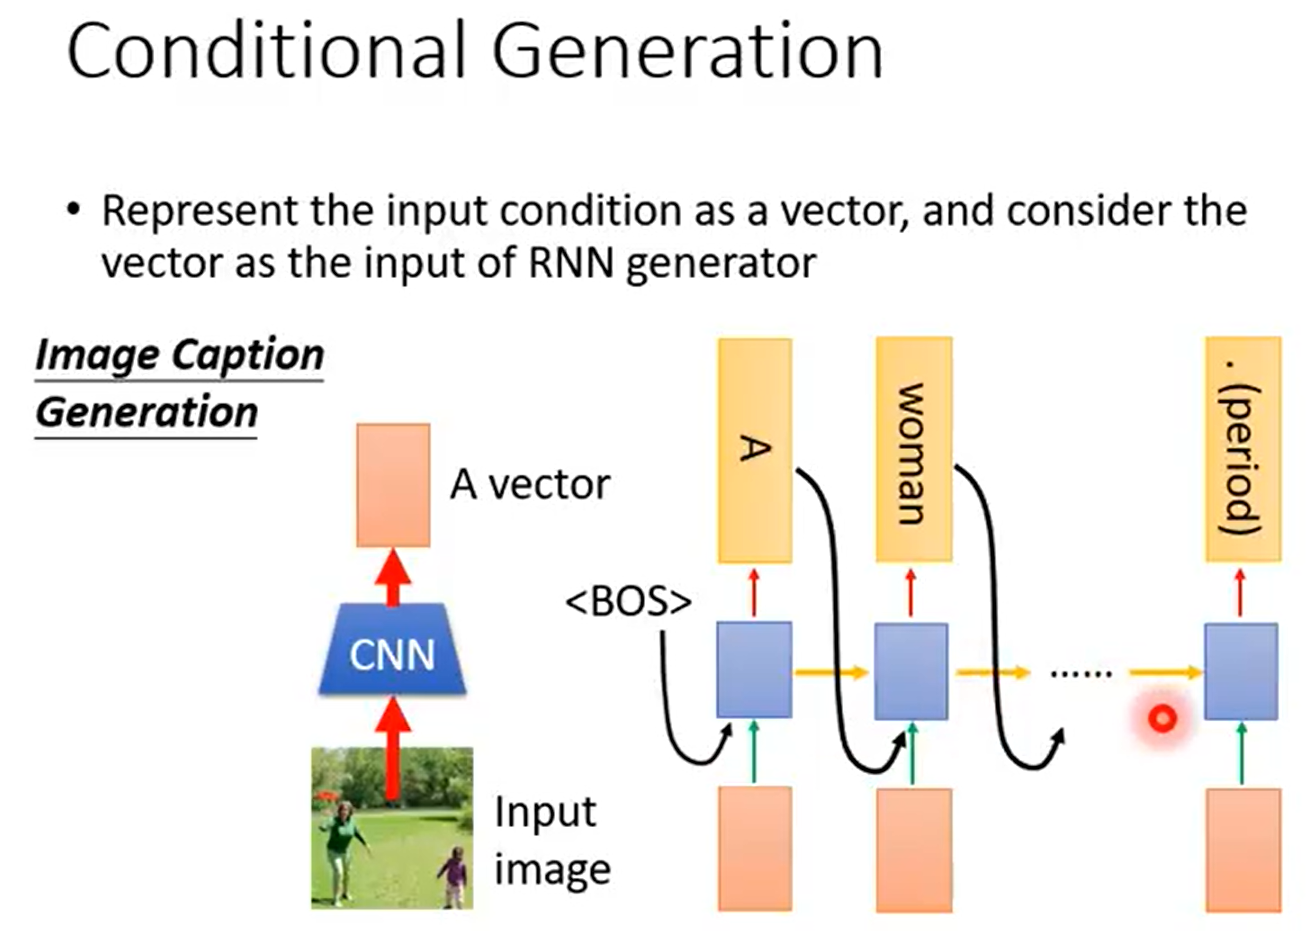 Conditional Generation
• Represent the input condition as a vector, and consider the
vector as the input of RNN generator
Image Caption
Generation
A vector
CNN
Input
image
<BOS>
A
woman
......
. (period)